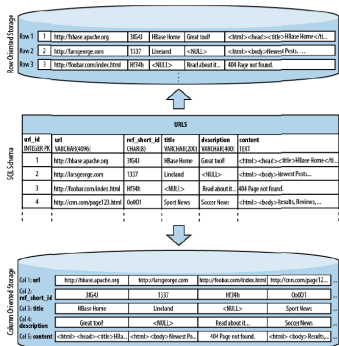 Row Oriented Storage
Row 1 1 http://hbase.apache.org 3IG4J HBase Home Great tool! <html><head><title>HBase Home</ti...
Row 2 2 http://larsgeorge.com 1337 Lineland <NULL> <html><body>Newest Posts. ...
Row 3 3 http://foobar.com/index.html Hf34h <NULL> Read about it... 404 Page not found.
SQL Schema
URLS
url_id url ref_short_id title description content
INTEGER PK VARCHAR(4096) CHAR(8) VARCHAR(200) VARCHAR(400) TEXT
1 http://hbase.apache.org 3IG4J HBase Home Great tool! <html><head><title>HBase Home</ti...
2 http://larsgeorge.com 1337 Lineland <NULL> <html><body>Newest Posts...
3 http://foobar.com/index.html Hf34h <NULL> Read about it... 404 Page not found.
4 http://cnn.com/page123.html Op001 Sport News Soccer News <html><body>Results, Reviews, ...
Column Oriented Storage
Col 1: url http://hbase.apache.org http://larsgeorge.com http://foobar.com/index.html http://cnn.com/page12... ...
Col 2:
ref_short_id 3IG4J 1337 Hf34h Op001 ...
Col 3: title HBase Home Lineland <NULL> Sport News ...
Col 4:
description Great tool! <NULL> Read about it... Soccer News ...
Col 5: content <html><head><title>HBa... <html><body>Newest Po... 404 Page not found. <html><body>Results,... ...